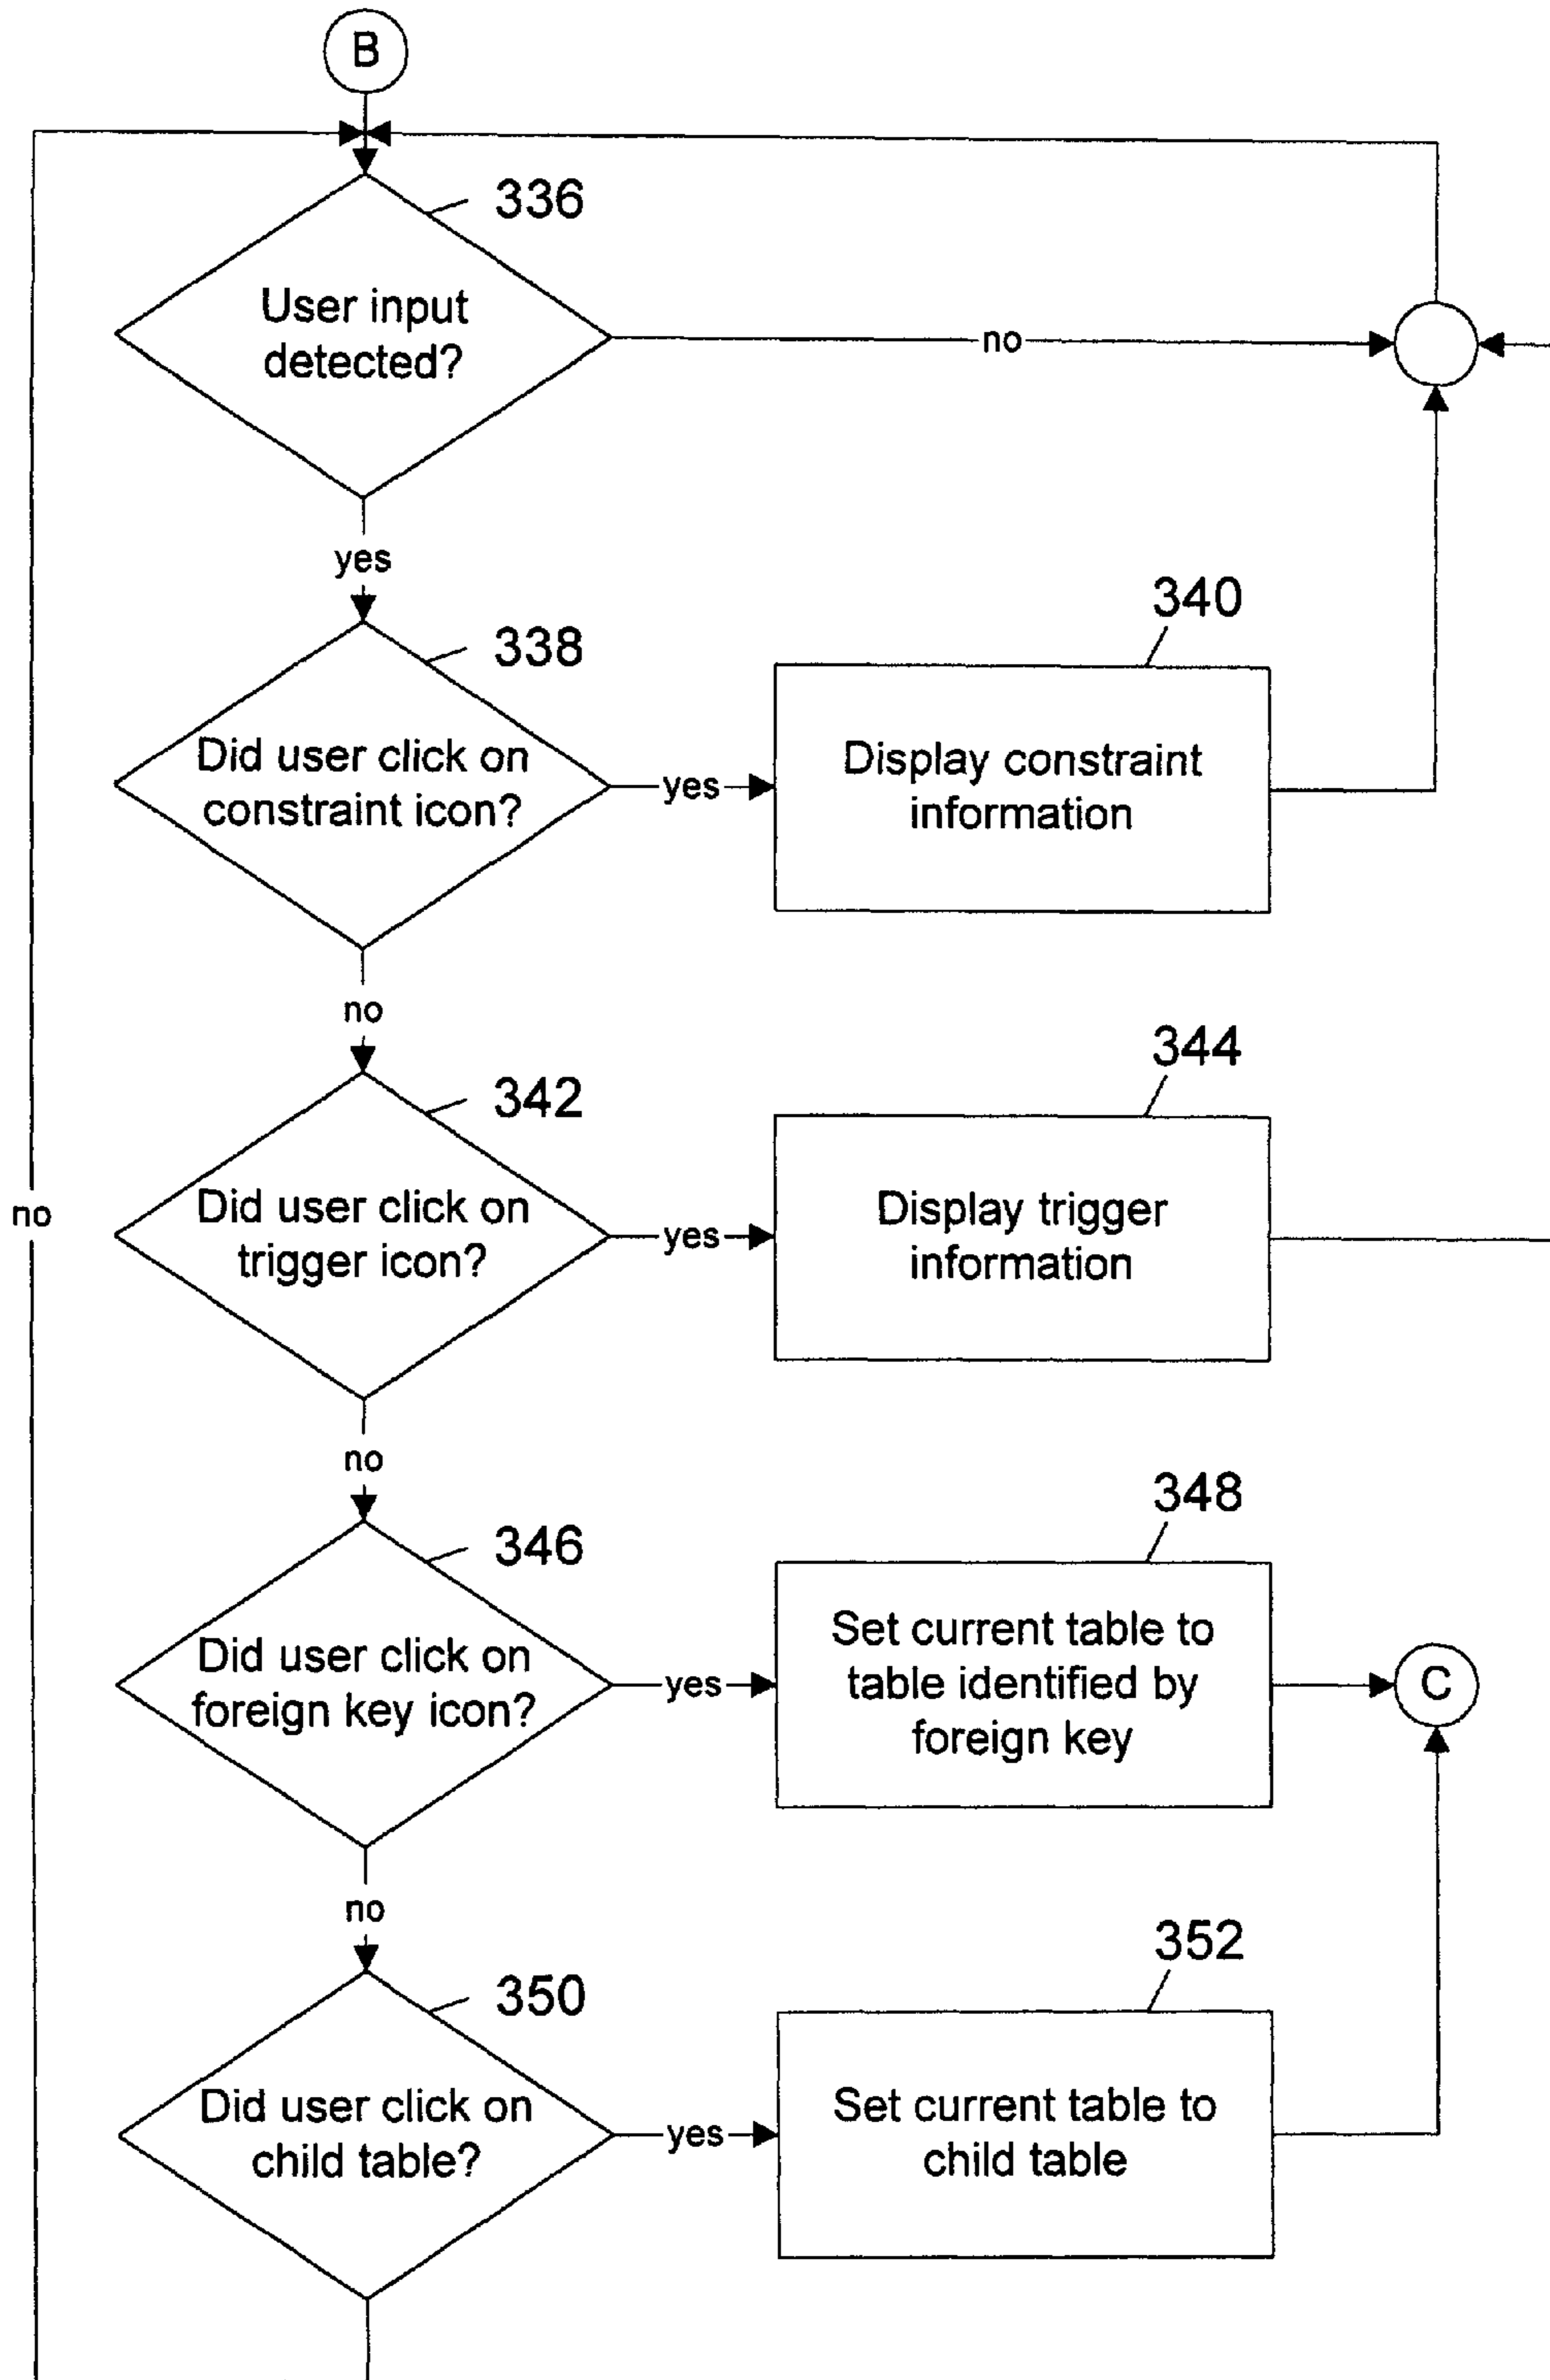 B
336
User input
detected?
no
yes
338
Did user click on
constraint icon?
yes
340
Display constraint
information
no
342
Did user click on
trigger icon?
yes
344
Display trigger
information
no
no
346
Did user click on
foreign key icon?
yes
348
Set current table to
table identified by
foreign key
C
no
350
Did user click on
child table?
yes
352
Set current table to
child table